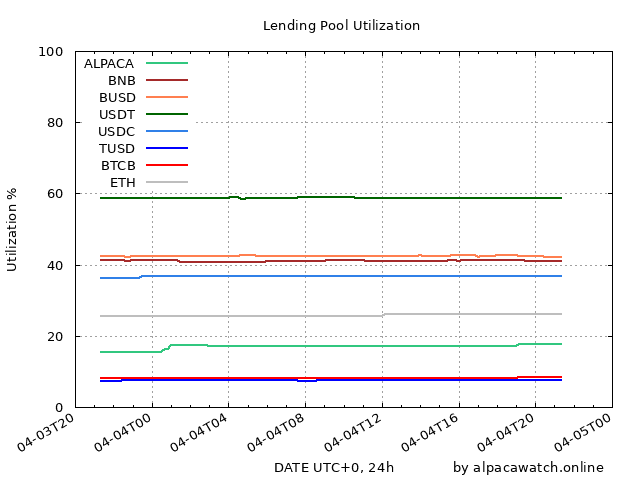 Lending Pool Utilization
100
80
60
40
20
0
Utilization %
ALPACA
BNB
BUSD
USDT
USDC
TUSD
BTCB
ETH
04-03T20
04-04T00
04-04T04
04-04T08
04-04T12
04-04T16
04-04T20
04-05T00
DATE UTC+0, 24h
by alpacawatch.online